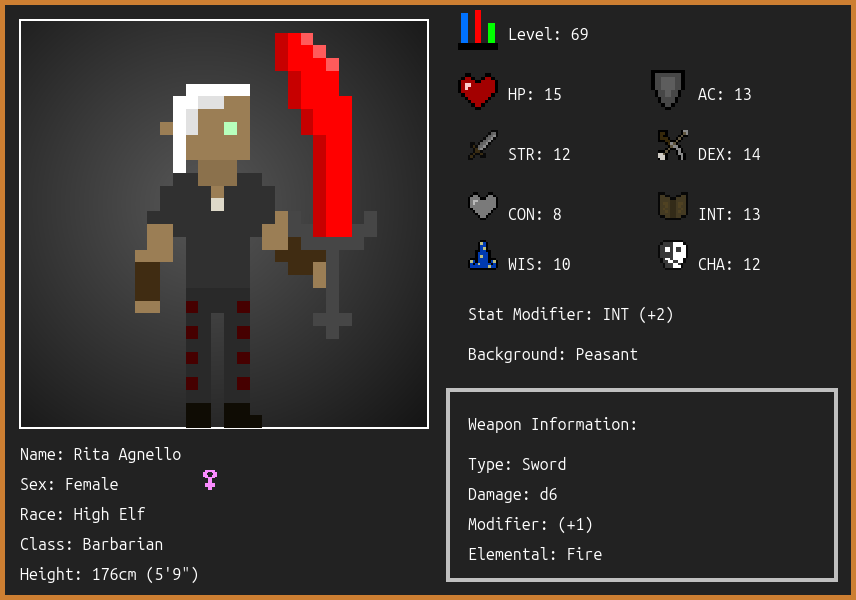 Level: 69
HP: 15
AC: 13
STR: 12
DEX: 14
CON: 8
INT: 13
WIS: 10
CHA: 12
Stat Modifier: INT (+2)
Background: Peasant
Weapon Information:
Type: Sword
Damage: d6
Modifier: (+1)
Elemental: Fire
Name: Rita Agnello
Sex: Female
Race: High Elf
Class: Barbarian
Height: 176cm (5'9")